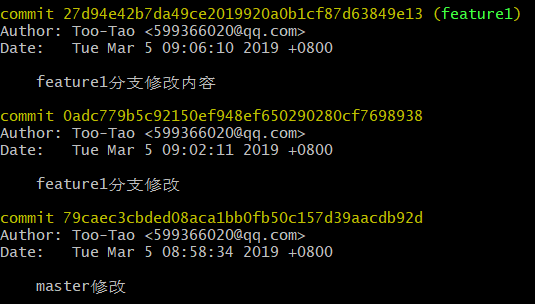 commit 27d94e42b7da49ce2019920a0b1cf87d63849e13 (feature1)
Author: Too-Tao <599366020@qq.com>
Date:   Tue Mar 5 09:06:10 2019 +0800
feature1分支修改内容
commit 0adc779b5c92150ef948ef650290280cf7698938
Author: Too-Tao <599366020@qq.com>
Date:   Tue Mar 5 09:02:11 2019 +0800
feature1分支修改
commit 79caec3cbded08aca1bb0fb50c157d39aacdb92d
Author: Too-Tao <599366020@qq.com>
Date:   Tue Mar 5 08:58:34 2019 +0800
master修改